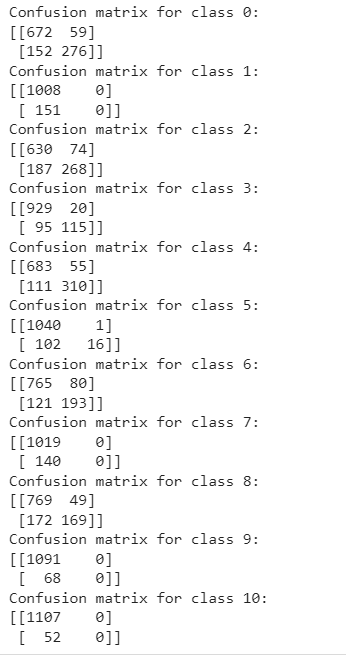 Confusion matrix for class 0:
[[672  59]
 [152 276]]
Confusion matrix for class 1:
[[1008    0]
 [ 151    0]]
Confusion matrix for class 2:
[[630  74]
 [187 268]]
Confusion matrix for class 3:
[[929  20]
 [ 95 115]]
Confusion matrix for class 4:
[[683  55]
 [111 310]]
Confusion matrix for class 5:
[[1040    1]
 [ 102   16]]
Confusion matrix for class 6:
[[765  80]
 [121 193]]
Confusion matrix for class 7:
[[1019    0]
 [ 140    0]]
Confusion matrix for class 8:
[[769  49]
 [172 169]]
Confusion matrix for class 9:
[[1091    0]
 [  68    0]]
Confusion matrix for class 10:
[[1107    0]
 [  52    0]]